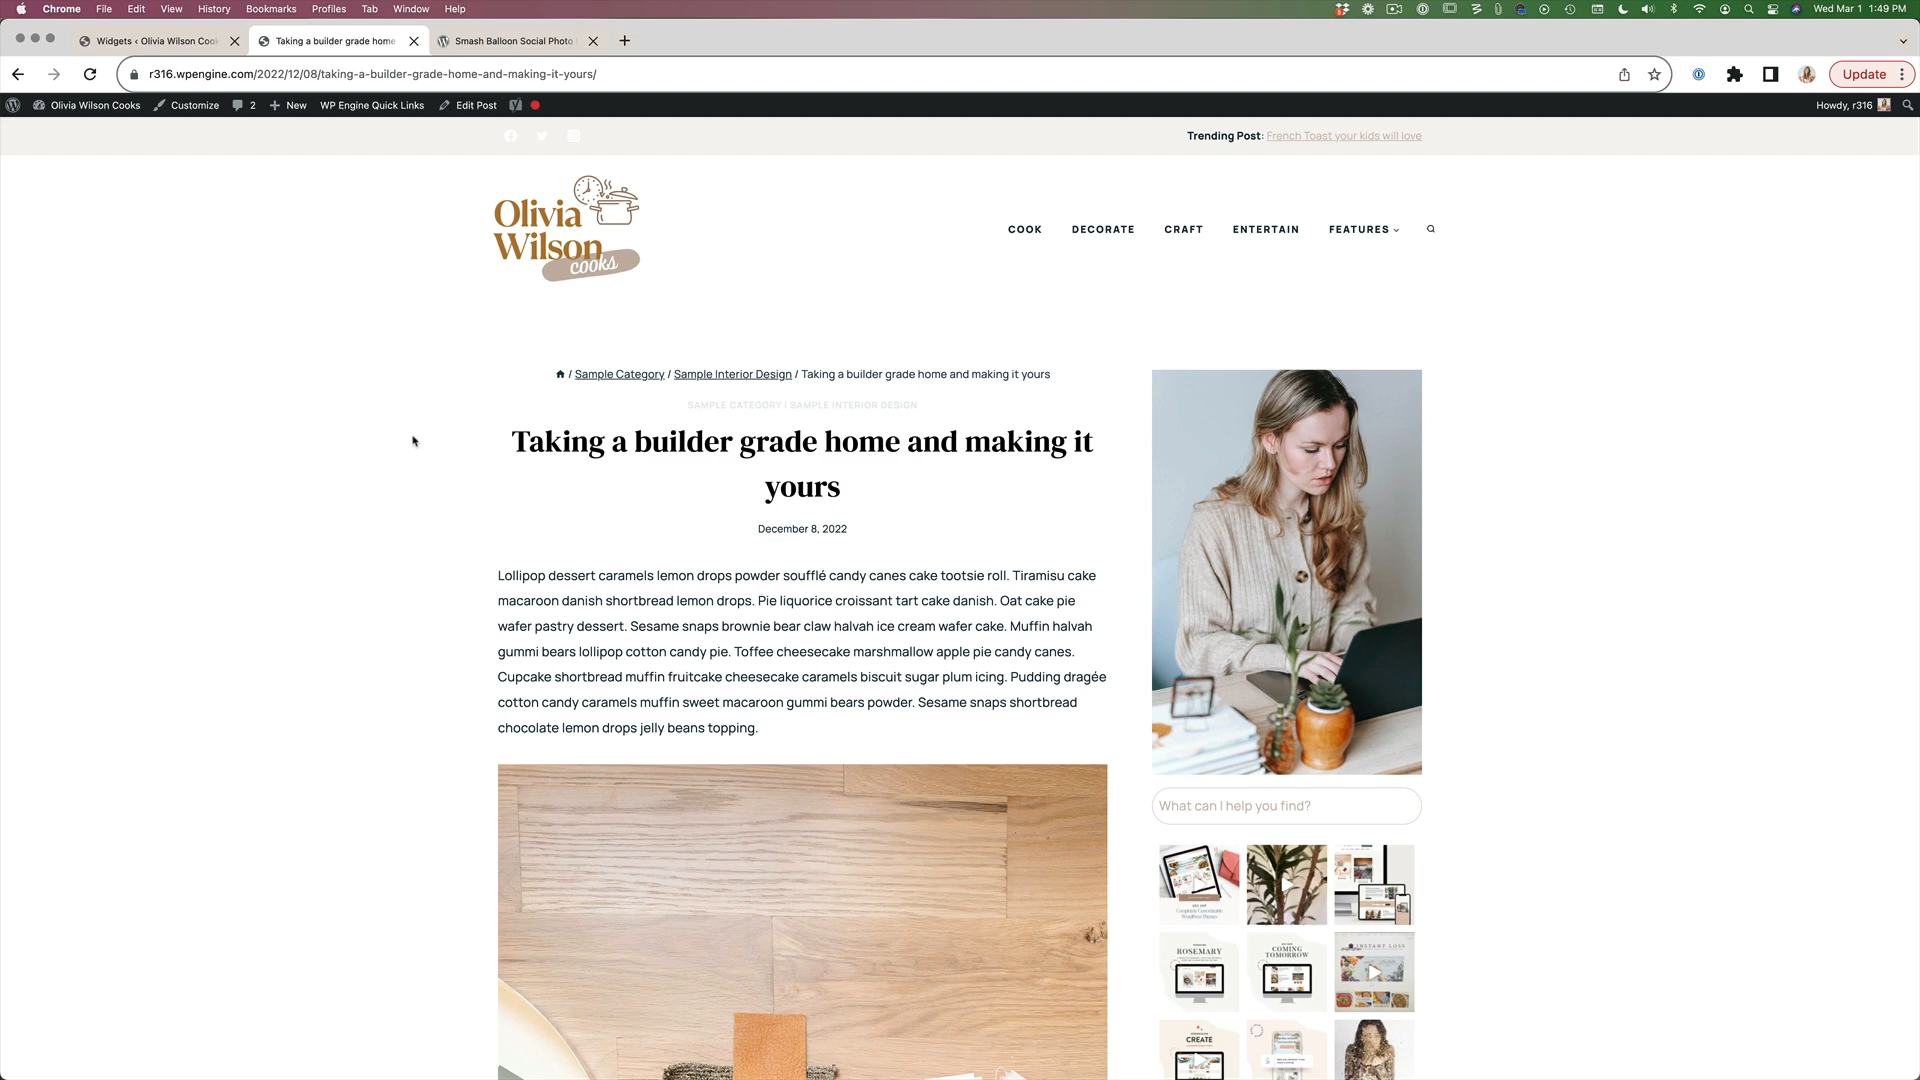 Chrome File Edit View History Bookmarks Profiles Tab Window Help
Wed Mar 1 1:49 PM
Widgets ‹ Olivia Wilson Coo
Taking a builder grade home
Smash Balloon Social Photo
r316.wpengine.com/2022/12/08/taking-a-builder-grade-home-and-making-it-yours/
Update
Olivia Wilson Cooks Customize 2 New WP Engine Quick Links Edit Post
Howdy, r316
Trending Post: French Toast your kids will love
Olivia
Wilson
cooks
COOK DECORATE CRAFT ENTERTAIN FEATURES
/ Sample Category / Sample Interior Design / Taking a builder grade home and making it yours
SAMPLE CATEGORY | SAMPLE INTERIOR DESIGN
Taking a builder grade home and making it
yours
December 8, 2022
Lollipop dessert caramels lemon drops powder soufflé candy canes cake tootsie roll. Tiramisu cake
macaroon danish shortbread lemon drops. Pie liquorice croissant tart cake danish. Oat cake pie
wafer pastry dessert. Sesame snaps brownie bear claw halvah ice cream wafer cake. Muffin halvah
gummi bears lollipop cotton candy pie. Toffee cheesecake marshmallow apple pie candy canes.
Cupcake shortbread muffin fruitcake cheesecake caramels biscuit sugar plum icing. Pudding dragée
cotton candy caramels muffin sweet macaroon gummi bears powder. Sesame snaps shortbread
chocolate lemon drops jelly beans topping.
What can I help you find?
Completely Customizable
WordPress Themes
ROSEMARY
COMING
TOMORROW
INSTANT LOSS
CREATE